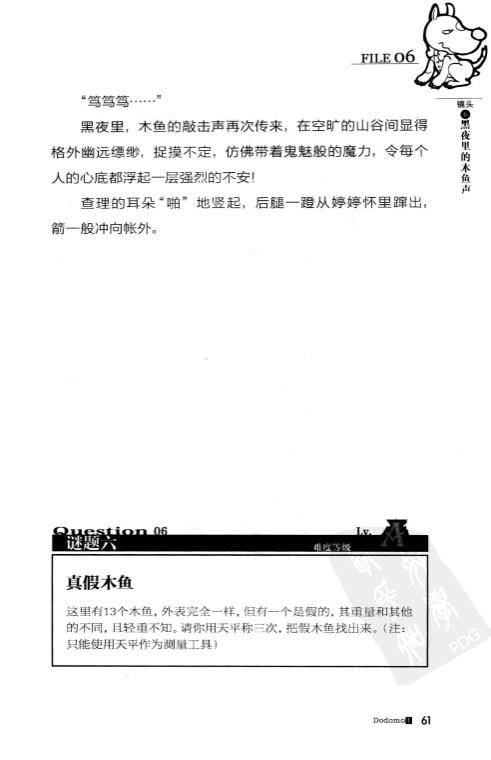 FILE 06
镜头
黑夜里的木鱼声
“笃笃笃……”
黑夜里，木鱼的敲击声再次传来，在空旷的山谷间显得
格外幽远缥缈，捉摸不定，仿佛带着鬼魅般的魔力，令每个
人的心底都浮起一层强烈的不安！
查理的耳朵“啪”地竖起，后腿一蹬从婷婷怀里蹿出，
箭一般冲向帐外。
Question 06
谜题六
Lv. A
难度等级
真假木鱼
这里有13个木鱼，外表完全一样，但有一个是假的，其重量和其他
的不同，且轻重不知。请你用天平称三次，把假木鱼找出来。（注：
只能使用天平作为测量工具）
PDG
Dodomo! 61